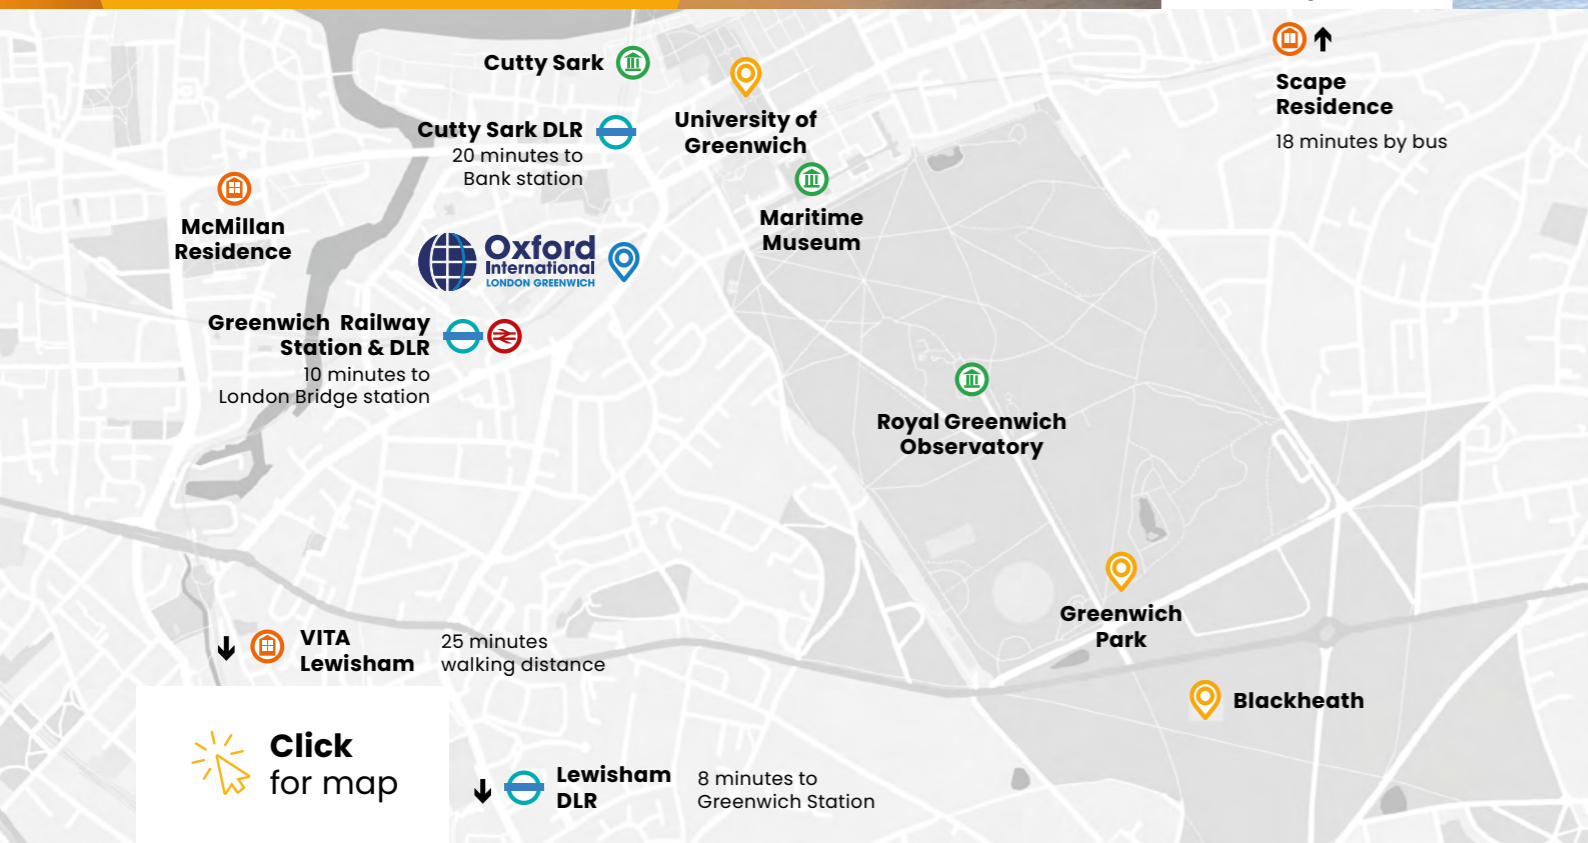 Cutty Sark
Cutty Sark DLR
20 minutes to
Bank station
University of
Greenwich
Scape
Residence
18 minutes by bus
McMillan
Residence
Maritime
Museum
Oxford
International
LONDON GREENWICH
Greenwich Railway
Station & DLR
10 minutes to
London Bridge station
Royal Greenwich
Observatory
Greenwich
Park
VITA
Lewisham
25 minutes
walking distance
Blackheath
Click
for map
Lewisham
DLR
8 minutes to
Greenwich Station